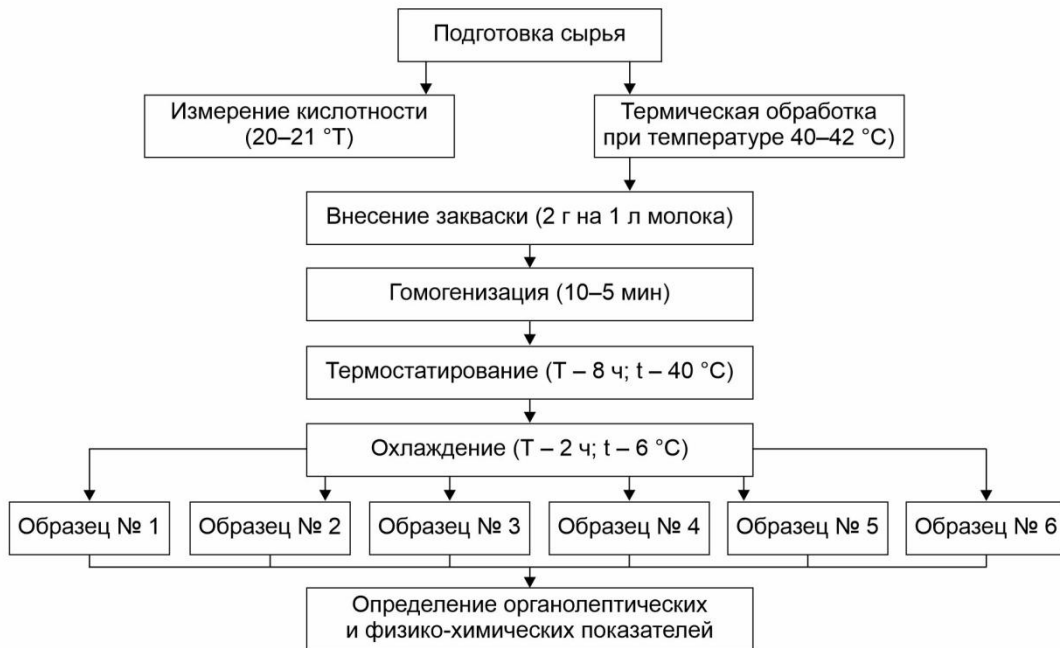 Подготовка сырья
Измерение кислотности
(20–21 °Т)
Термическая обработка
при температуре 40–42 °С)
Внесение закваски (2 г на 1 л молока)
Гомогенизация (10–5 мин)
Термостатирование (Т – 8 ч; t – 40 °С)
Охлаждение (Т – 2 ч; t – 6 °С)
Образец № 1
Образец № 2
Образец № 3
Образец № 4
Образец № 5
Образец № 6
Определение органолептических
и физико-химических показателей